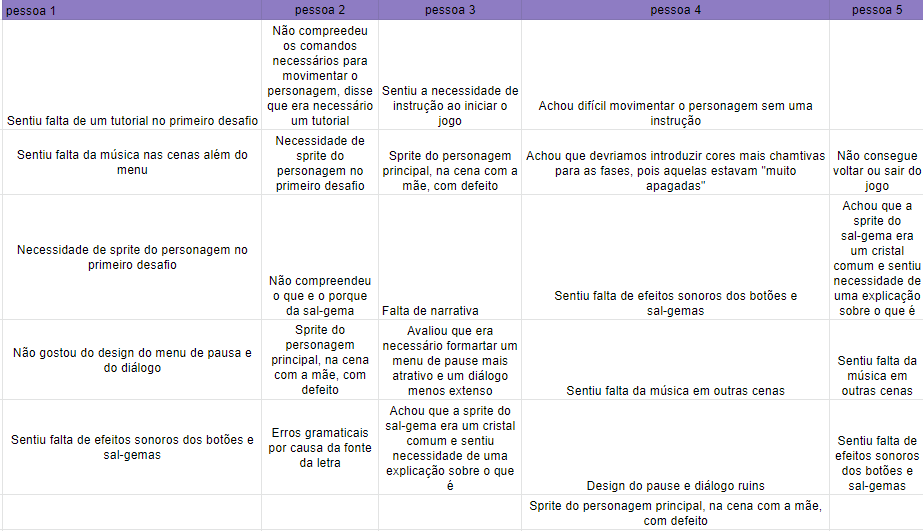 pessoa 1
pessoa 2
pessoa 3
pessoa 4
pessoa 5
Sentiu falta de um tutorial no primeiro desafio
Não compreedeu
os comandos
necessários para
movimentar o
personagem, disse
que era necessário
um tutorial
Sentiu a necessidade de
instrução ao iniciar o
jogo
Achou difícil movimentar o personagem sem uma
instrução
Sentiu falta da música nas cenas além do
menu
Necessidade de
sprite do
personagem no
primeiro desafio
Sprite do personagem
principal, na cena com a
mãe, com defeito
Achou que devriamos introduzir cores mais chamtivas
para as fases, pois aquelas estavam "muito
apagadas"
Não consegue
voltar ou sair do
jogo
Necessidade de sprite do personagem no
primeiro desafio
Não compreendeu
o que e o porque
da sal-gema
Falta de narrativa
Sentiu falta de efeitos sonoros dos botões e
sal-gemas
Achou que a
sprite do
sal-gema era
um cristal
comum e sentiu
necessidade de
uma explicação
sobre o que é
Não gostou do design do menu de pausa e
do diálogo
Sprite do
personagem
principal, na cena
com a mãe, com
defeito
Avaliou que era
necessário formartar um
menu de pause mais
atrativo e um diálogo
menos extenso
Sentiu falta da música em outras cenas
Sentiu falta da
música em
outras cenas
Sentiu falta de efeitos sonoros dos botões e
sal-gemas
Erros gramaticais
por causa da fonte
da letra
Achou que a sprite do
sal-gema era um cristal
comum e sentiu
necessidade de uma
explicação sobre o que
é
Design do pause e diálogo ruins
Sentiu falta de
efeitos sonoros
dos botões e
sal-gemas
Sprite do personagem principal, na cena com a mãe,
com defeito